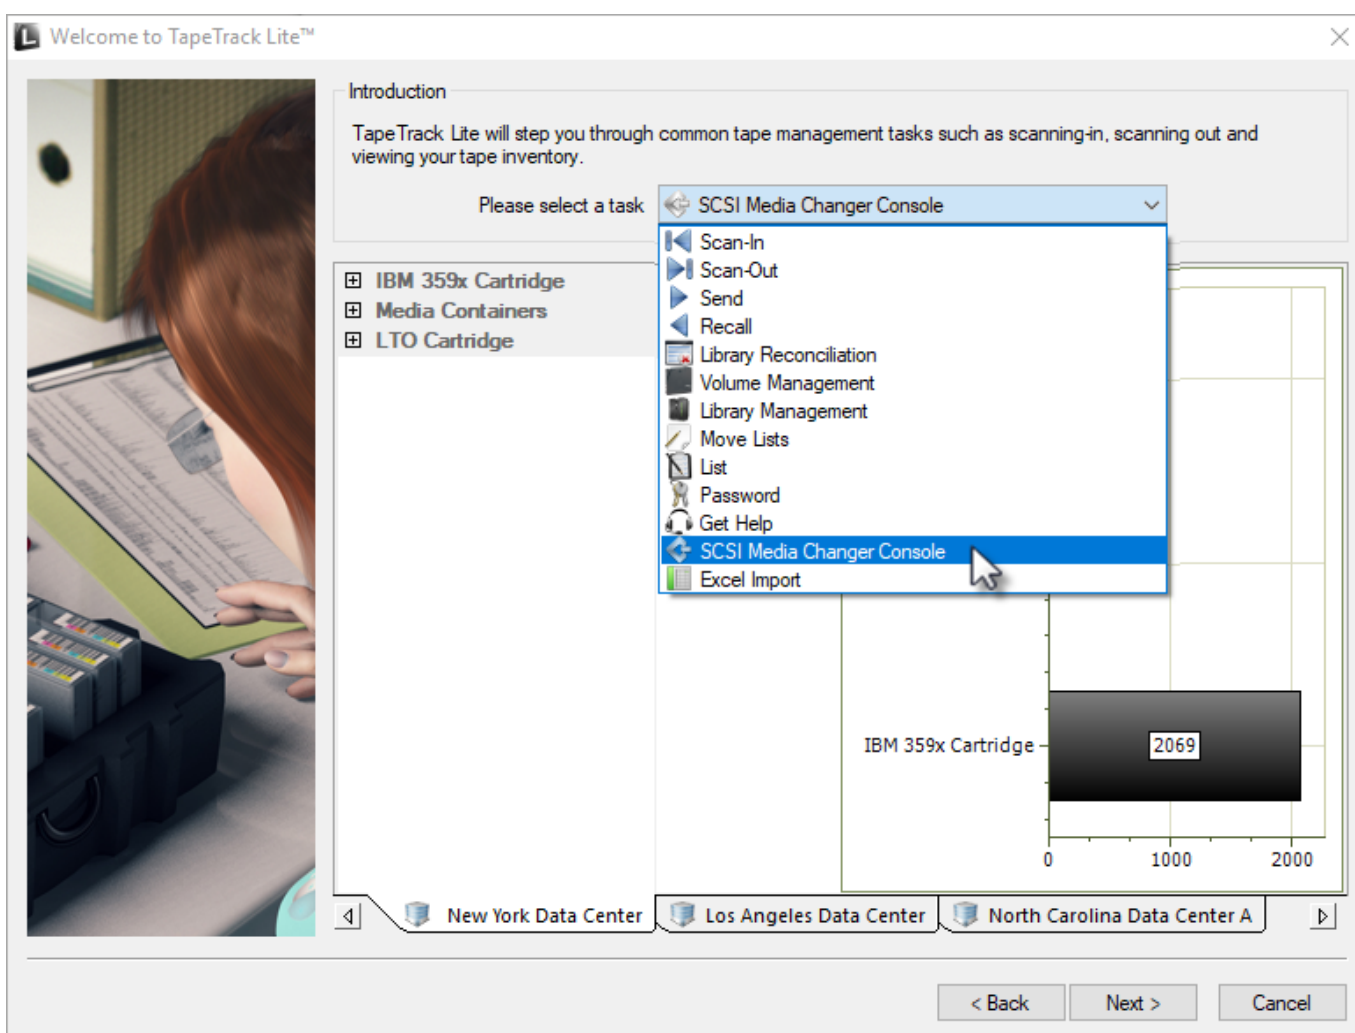 Welcome to TapeTrack Lite™
Introduction
TapeTrack Lite will step you through common tape management tasks such as scanning-in, scanning out and
viewing your tape inventory.
Please select a task
SCSI Media Changer Console
Scan-In
Scan-Out
Send
Recall
Library Reconciliation
Volume Management
Library Management
Move Lists
List
Password
Get Help
SCSI Media Changer Console
Excel Import
IBM 359x Cartridge
Media Containers
LTO Cartridge
IBM 359x Cartridge
2069
0 1000 2000
New York Data Center
Los Angeles Data Center
North Carolina Data Center A
< Back
Next >
Cancel